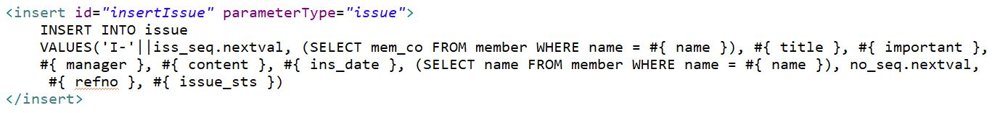 <insert id="insertIssue" parameterType="issue">
INSERT INTO issue
VALUES('I-'||iss_seq.nextval, (SELECT mem_co FROM member WHERE name = #{ name }), #{ title }, #{ important },
#{ manager }, #{ content }, #{ ins_date }, (SELECT name FROM member WHERE name = #{ name }), no_seq.nextval,
#{ refno }, #{ issue_sts })
</insert>